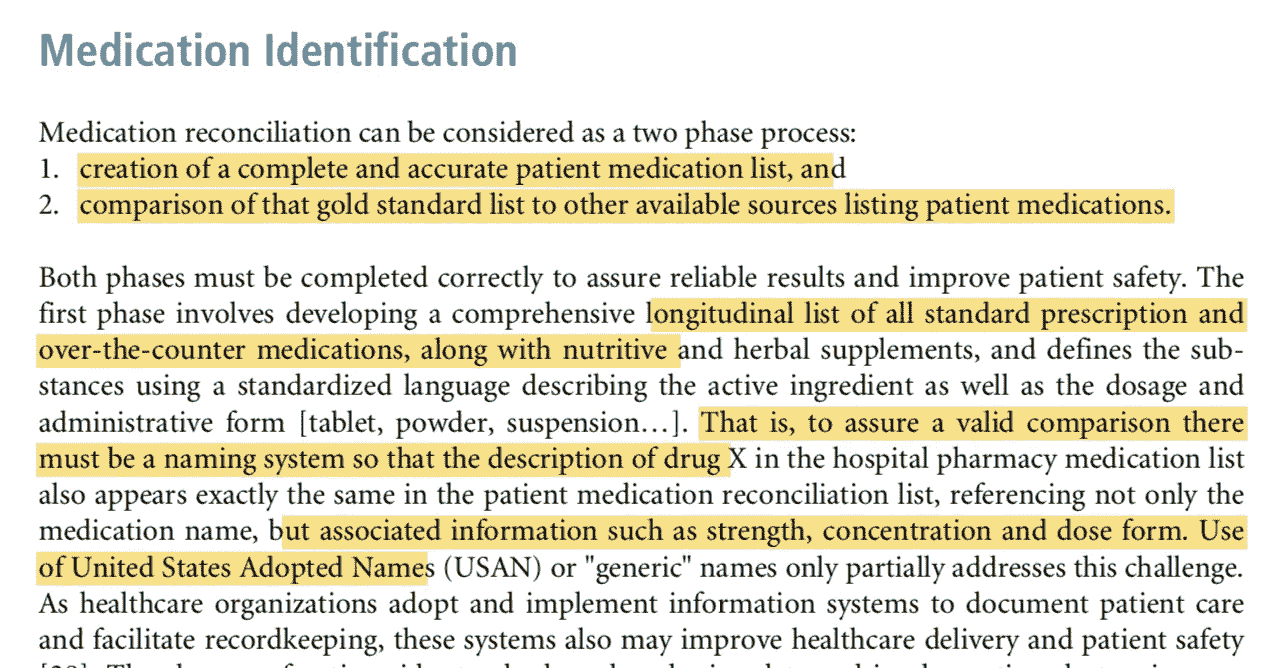 Medication Identification
Medication reconciliation can be considered as a two phase process:
1. creation of a complete and accurate patient medication list, and
2. comparison of that gold standard list to other available sources listing patient medications.
Both phases must be completed correctly to assure reliable results and improve patient safety. The
first phase involves developing a comprehensive longitudinal list of all standard prescription and
over-the-counter medications, along with nutritive and herbal supplements, and defines the sub-
stances using a standardized language describing the active ingredient as well as the dosage and
administrative form [tablet, powder, suspension…]. That is, to assure a valid comparison there
must be a naming system so that the description of drug X in the hospital pharmacy medication list
also appears exactly the same in the patient medication reconciliation list, referencing not only the
medication name, but associated information such as strength, concentration and dose form. Use
of United States Adopted Names (USAN) or "generic" names only partially addresses this challenge.
As healthcare organizations adopt and implement information systems to document patient care
and facilitate recordkeeping, these systems also may improve healthcare delivery and patient safety